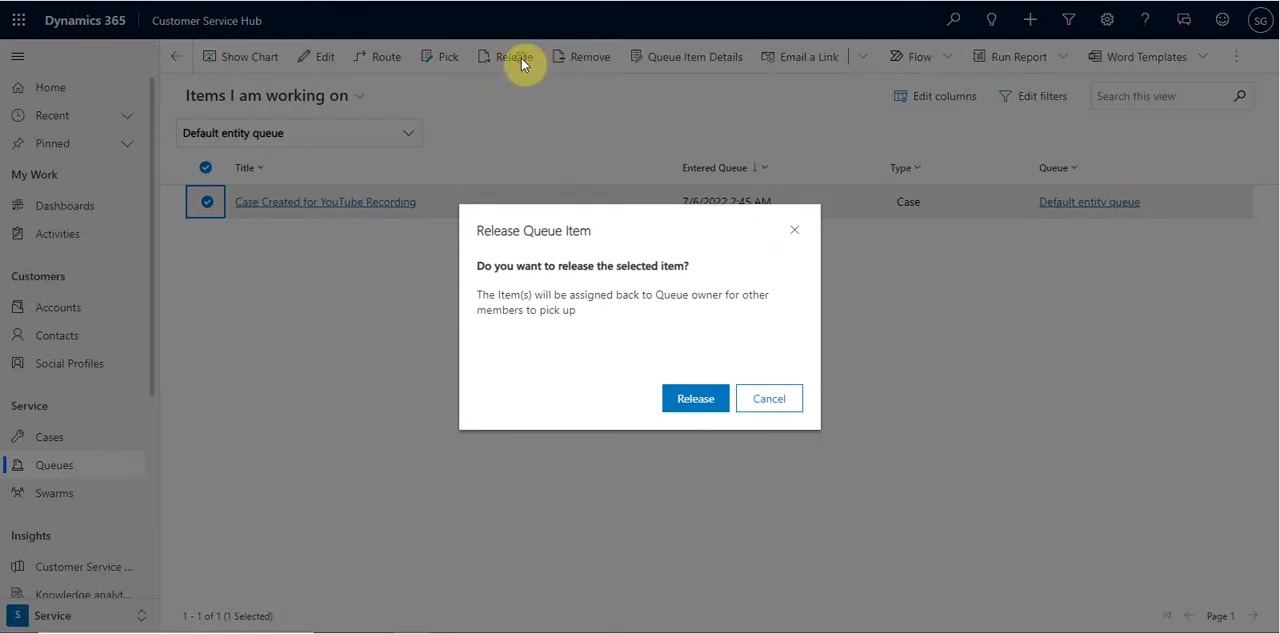 Dynamics 365 Customer Service Hub SG
Show Chart Edit Route Pick Release Remove Queue Item Details Email a Link Flow Run Report Word Templates
Home
Recent
Pinned
My Work
Dashboards
Activities
Customers
Accounts
Contacts
Social Profiles
Service
Cases
Queues
Swarms
Insights
Customer Service ...
Knowledge analyt...
S Service
Items I am working on
Edit columns Edit filters Search this view
Default entity queue
Title Entered Queue Type Queue
Case Created for YouTube Recording 7/6/2022 2:45 AM Case Default entity queue
Release Queue Item
Do you want to release the selected item?
The Item(s) will be assigned back to Queue owner for other
members to pick up
Release Cancel
1 - 1 of 1 (1 Selected) Page 1